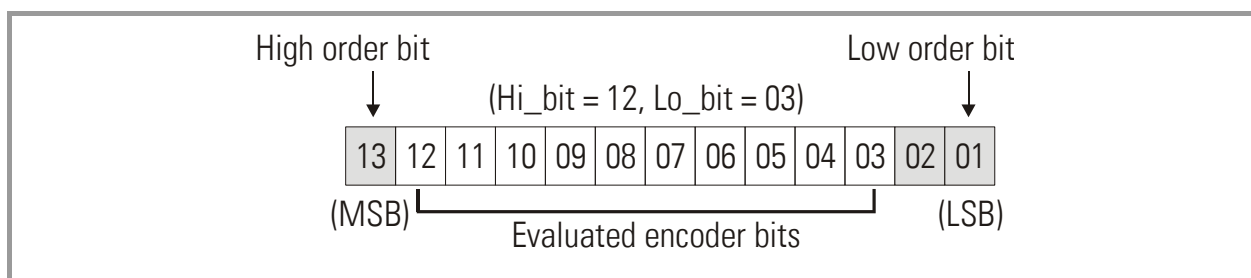 High order bit Low order bit
(Hi_bit = 12, Lo_bit = 03)
13 12 11 10 09 08 07 06 05 04 03 02 01
(MSB) (LSB)
Evaluated encoder bits